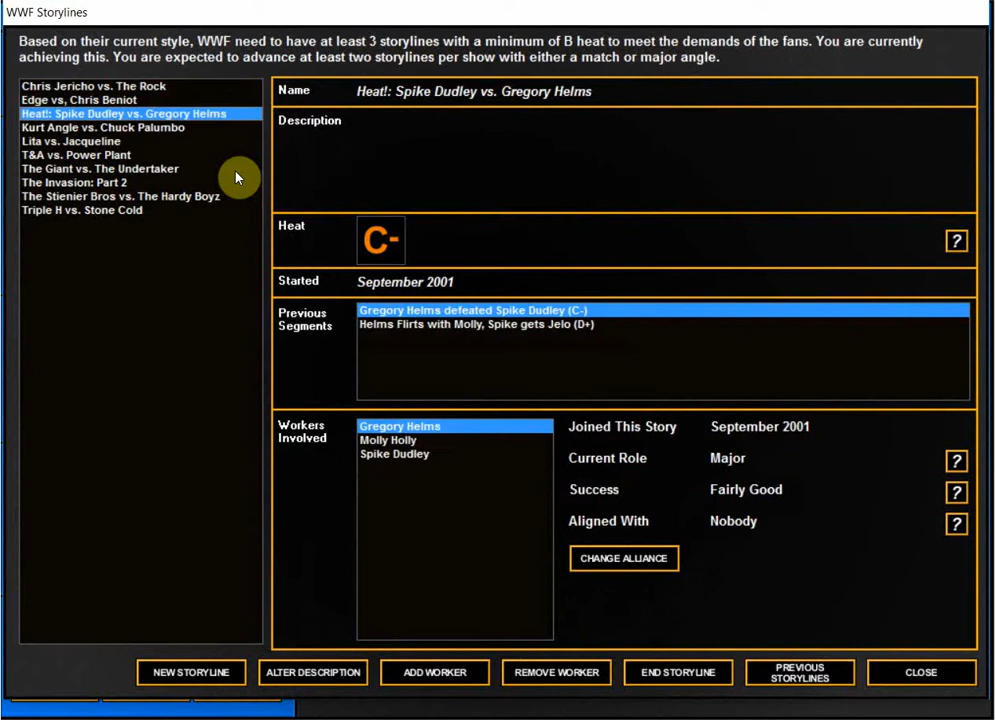 WWF Storylines
Based on their current style, WWF need to have at least 3 storylines with a minimum of B heat to meet the demands of the fans. You are currently
achieving this. You are expected to advance at least two storylines per show with either a match or major angle.
Chris Jericho vs. The Rock
Edge vs, Chris Beniot
Heat!: Spike Dudley vs. Gregory Helms
Kurt Angle vs. Chuck Palumbo
Lita vs. Jacqueline
T&A vs. Power Plant
The Giant vs. The Undertaker
The Invasion: Part 2
The Stienier Bros vs. The Hardy Boyz
Triple H vs. Stone Cold
Name
Heat!: Spike Dudley vs. Gregory Helms
Description
Heat
C-
?
Started
September 2001
Previous
Segments
Gregory Helms defeated Spike Dudley (C-)
Helms Flirts with Molly, Spike gets Jelo (D+)
Workers
Involved
Gregory Helms
Molly Holly
Spike Dudley
Joined This Story
September 2001
Current Role
Major
?
Success
Fairly Good
?
Aligned With
Nobody
?
CHANGE ALLIANCE
NEW STORYLINE
ALTER DESCRIPTION
ADD WORKER
REMOVE WORKER
END STORYLINE
PREVIOUS
STORYLINES
CLOSE